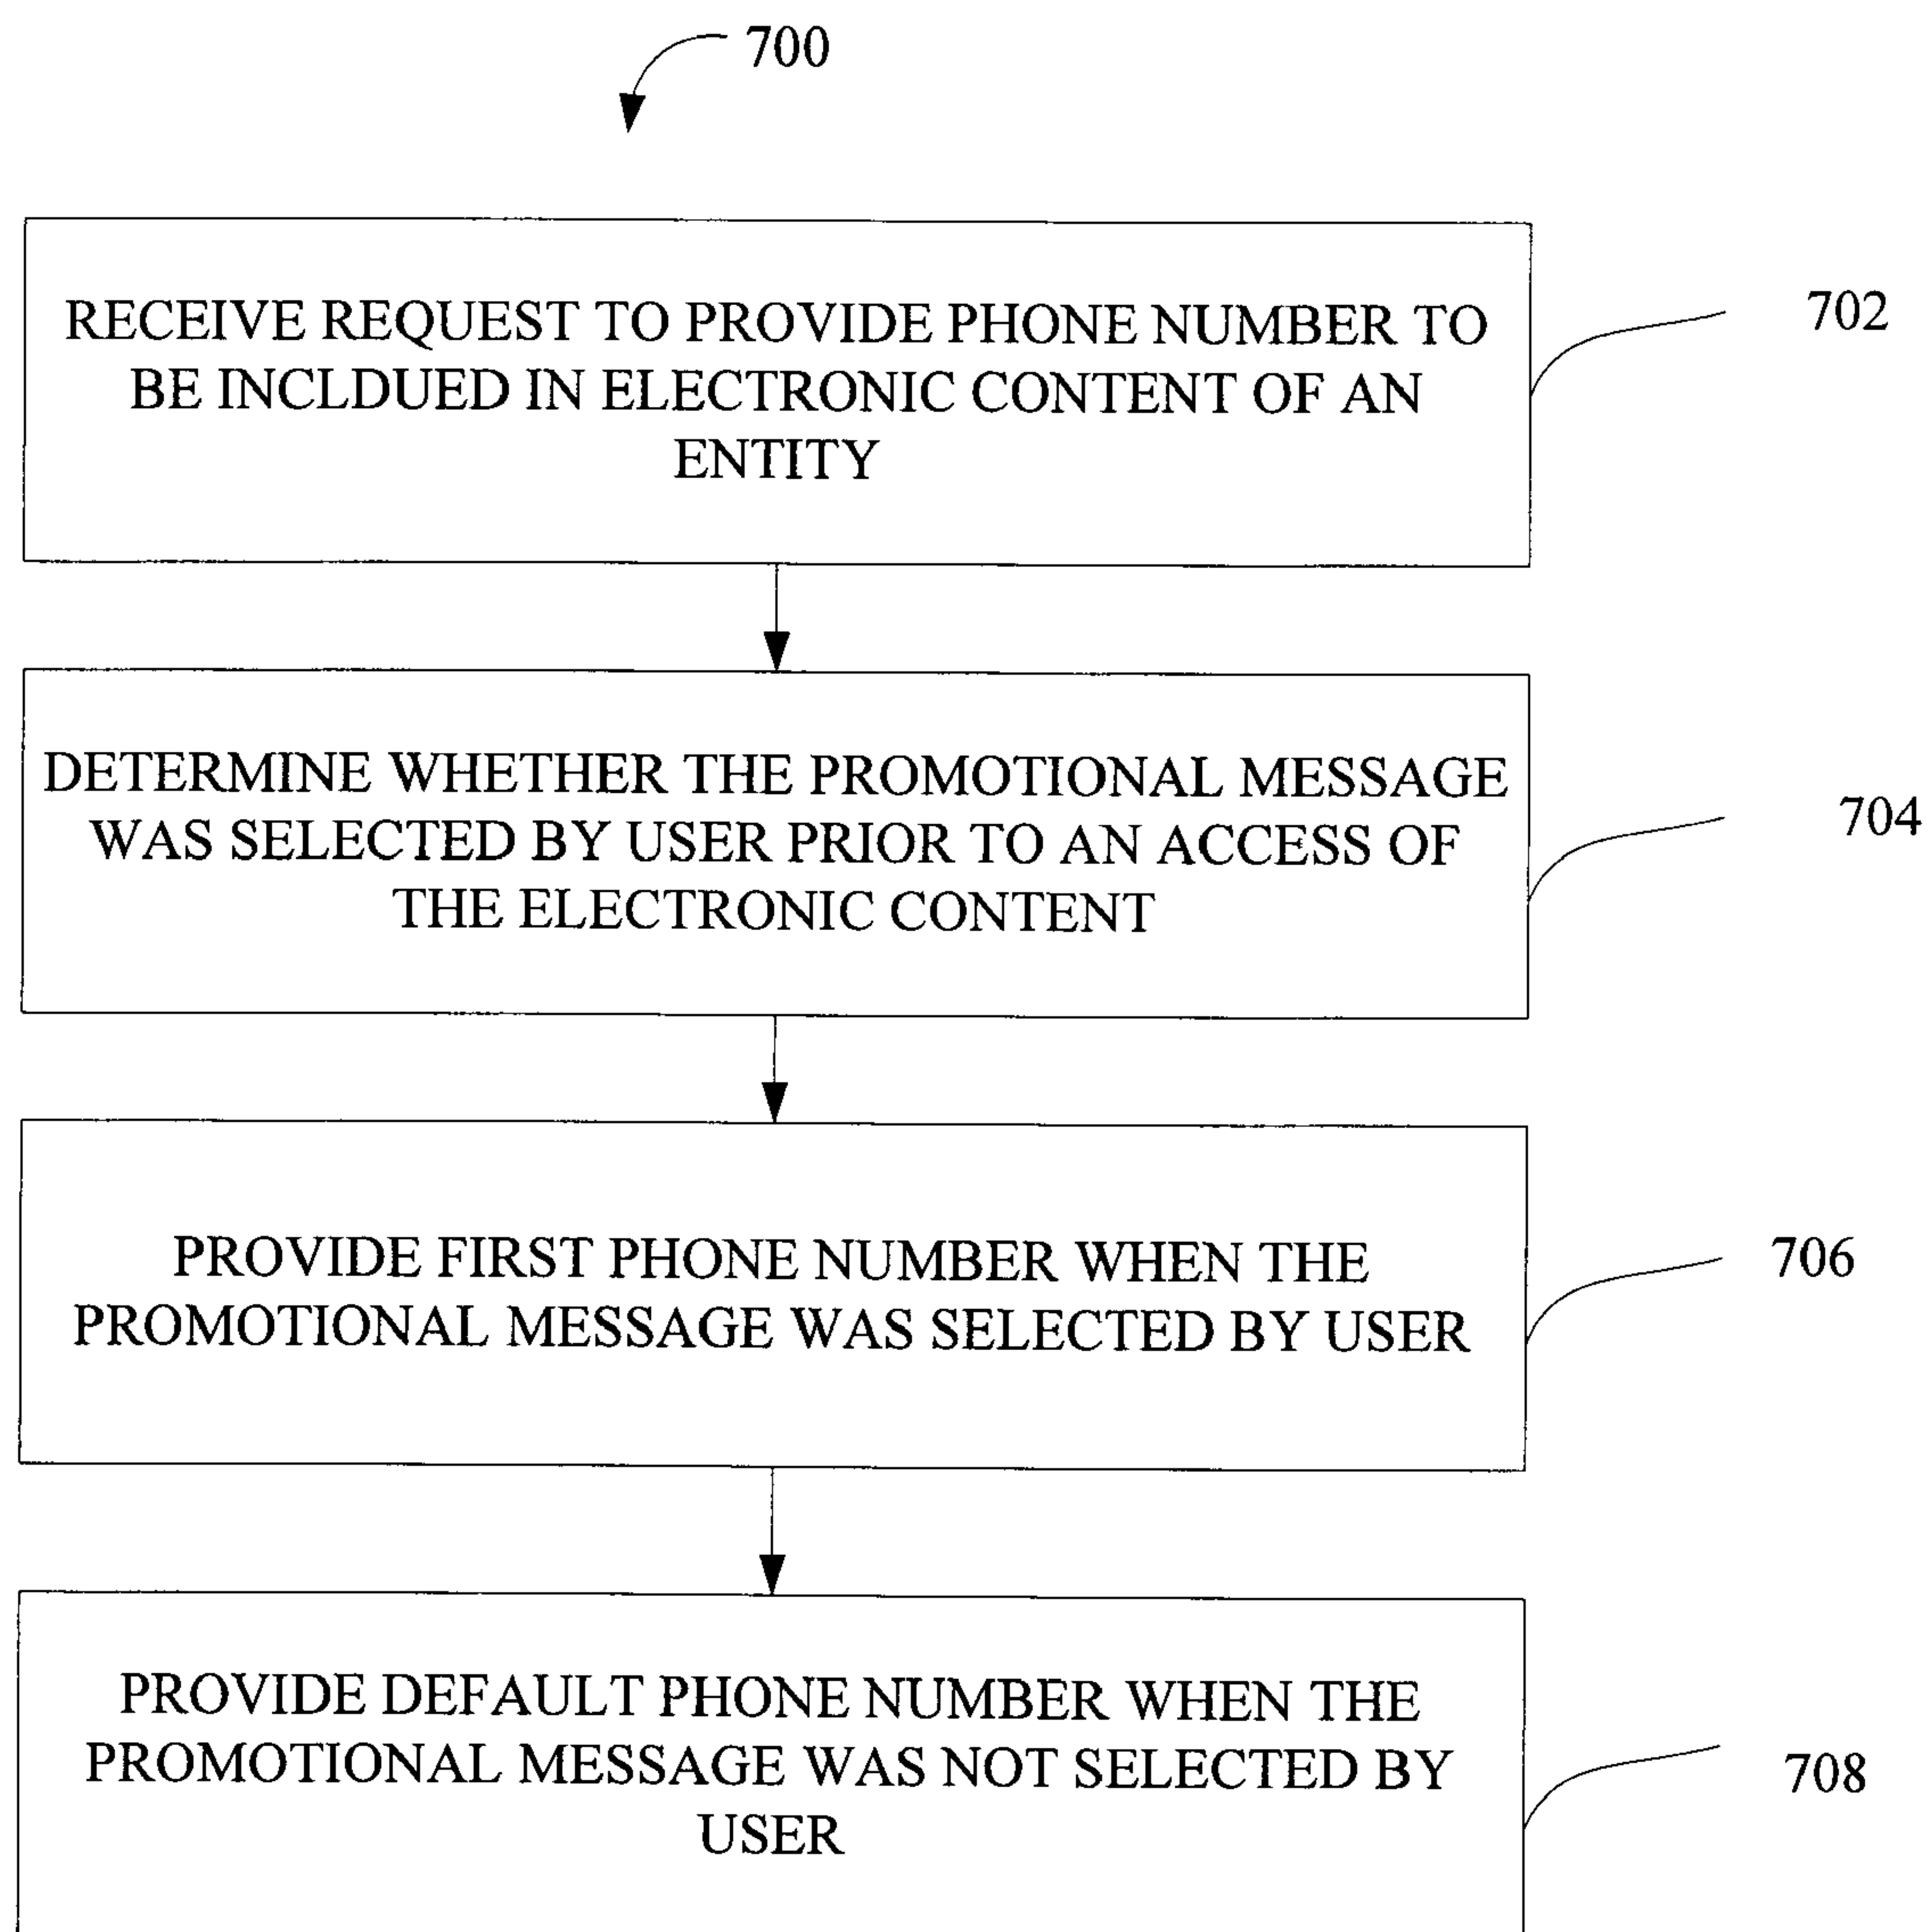 700
RECEIVE REQUEST TO PROVIDE PHONE NUMBER TO
BE INCLDUED IN ELECTRONIC CONTENT OF AN
ENTITY
702
DETERMINE WHETHER THE PROMOTIONAL MESSAGE
WAS SELECTED BY USER PRIOR TO AN ACCESS OF
THE ELECTRONIC CONTENT
704
PROVIDE FIRST PHONE NUMBER WHEN THE
PROMOTIONAL MESSAGE WAS SELECTED BY USER
706
PROVIDE DEFAULT PHONE NUMBER WHEN THE
PROMOTIONAL MESSAGE WAS NOT SELECTED BY
USER
708